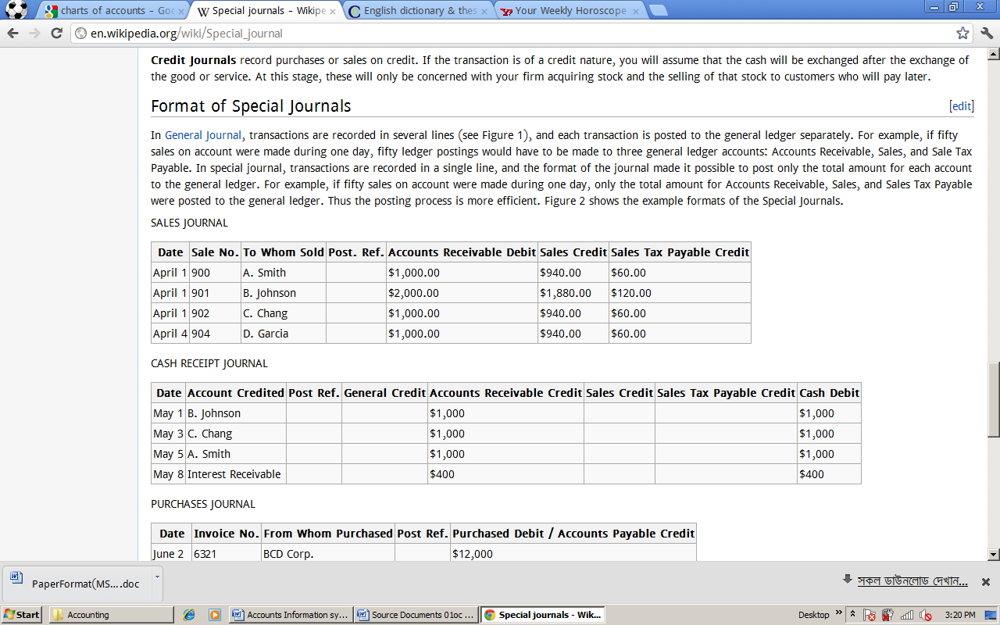 charts of accounts – Goo
Special journals – Wikipe
English dictionary & thes
Your Weekly Horoscope
en.wikipedia.org/wiki/Special_journal
Credit Journals record purchases or sales on credit. If the transaction is of a credit nature, you will assume that the cash will be exchanged after the exchange of
the good or service. At this stage, these will only be concerned with your firm acquiring stock and the selling of that stock to customers who will pay later.
Format of Special Journals [edit]
In General Journal, transactions are recorded in several lines (see Figure 1), and each transaction is posted to the general ledger separately. For example, if fifty
sales on account were made during one day, fifty ledger postings would have to be made to three general ledger accounts: Accounts Receivable, Sales, and Sale Tax
Payable. In special journal, transactions are recorded in a single line, and the format of the journal made it possible to post only the total amount for each account
to the general ledger. For example, if fifty sales on account were made during one day, only the total amount for Accounts Receivable, Sales, and Sales Tax Payable
were posted to the general ledger. Thus the posting process is more efficient. Figure 2 shows the example formats of the Special Journals.
SALES JOURNAL
Date Sale No. To Whom Sold Post. Ref. Accounts Receivable Debit Sales Credit Sales Tax Payable Credit
April 1 900 A. Smith $1,000.00 $940.00 $60.00
April 1 901 B. Johnson $2,000.00 $1,880.00 $120.00
April 1 902 C. Chang $1,000.00 $940.00 $60.00
April 4 904 D. Garcia $1,000.00 $940.00 $60.00
CASH RECEIPT JOURNAL
Date Account Credited Post Ref. General Credit Accounts Receivable Credit Sales Credit Sales Tax Payable Credit Cash Debit
May 1 B. Johnson $1,000 $1,000
May 3 C. Chang $1,000 $1,000
May 5 A. Smith $1,000 $1,000
May 8 Interest Receivable $400 $400
PURCHASES JOURNAL
Date Invoice No. From Whom Purchased Post Ref. Purchased Debit / Accounts Payable Credit
June 2 6321 BCD Corp. $12,000
PaperFormat(MS....doc
সকল ডাউনলোড দেখান...
Start
Accounting
Accounts Information sy...
Source Documents 01oc ...
Special journals - Wik...
Desktop
3:20 PM